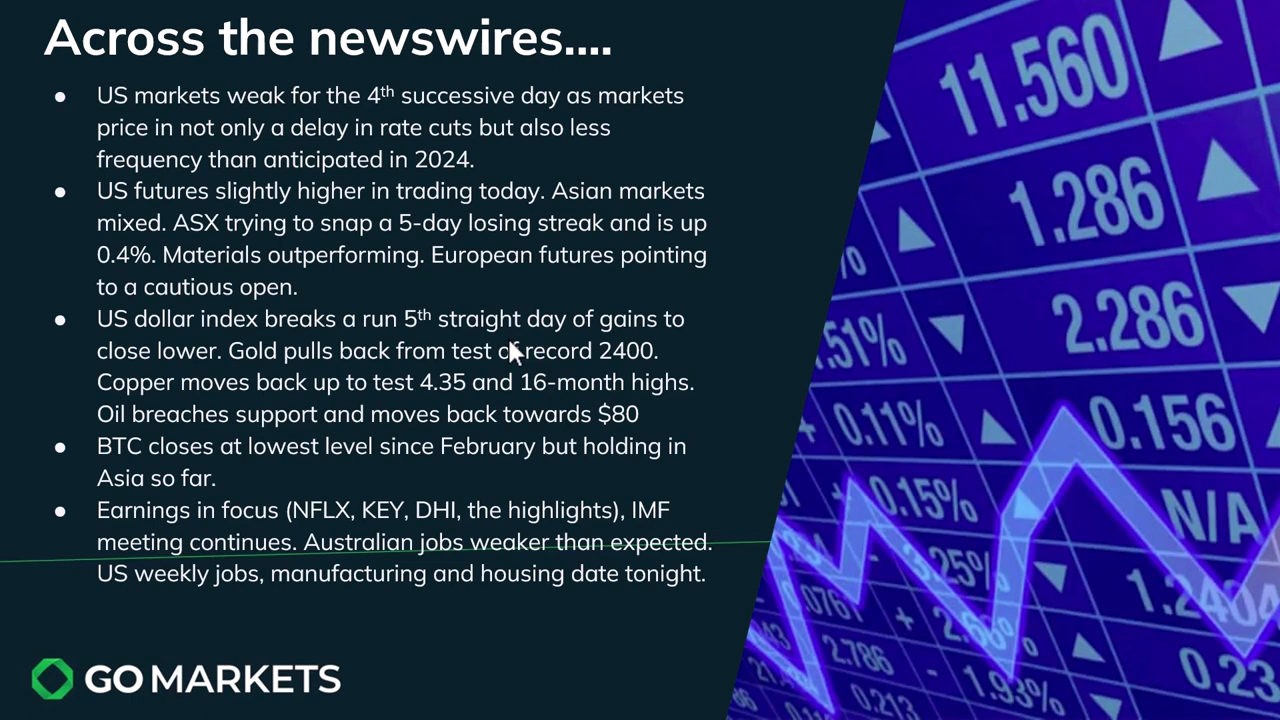 Across the newswires....
● US markets weak for the 4th successive day as markets
price in not only a delay in rate cuts but also less
frequency than anticipated in 2024.
● US futures slightly higher in trading today. Asian markets
mixed. ASX trying to snap a 5-day losing streak and is up
0.4%. Materials outperforming. European futures pointing
to a cautious open.
● US dollar index breaks a run 5th straight day of gains to
close lower. Gold pulls back from test of record 2400.
Copper moves back up to test 4.35 and 16-month highs.
Oil breaches support and moves back towards $80
● BTC closes at lowest level since February but holding in
Asia so far.
● Earnings in focus (NFLX, KEY, DHI, the highlights), IMF
meeting continues. Australian jobs weaker than expected.
US weekly jobs, manufacturing and housing date tonight.
GO MARKETS
11.560
1.286
2.286
.51%
0.11%
0.156
0.15%
N/A
2.786
0.213
1.93%
0.23